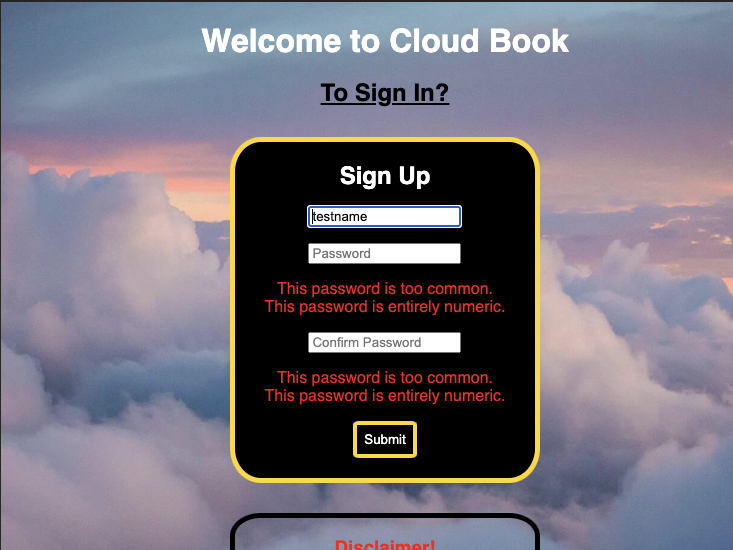 Welcome to Cloud Book
To Sign In?
Sign Up
testname
Password
This password is too common.
This password is entirely numeric.
Confirm Password
This password is too common.
This password is entirely numeric.
Submit
Disclaimer!